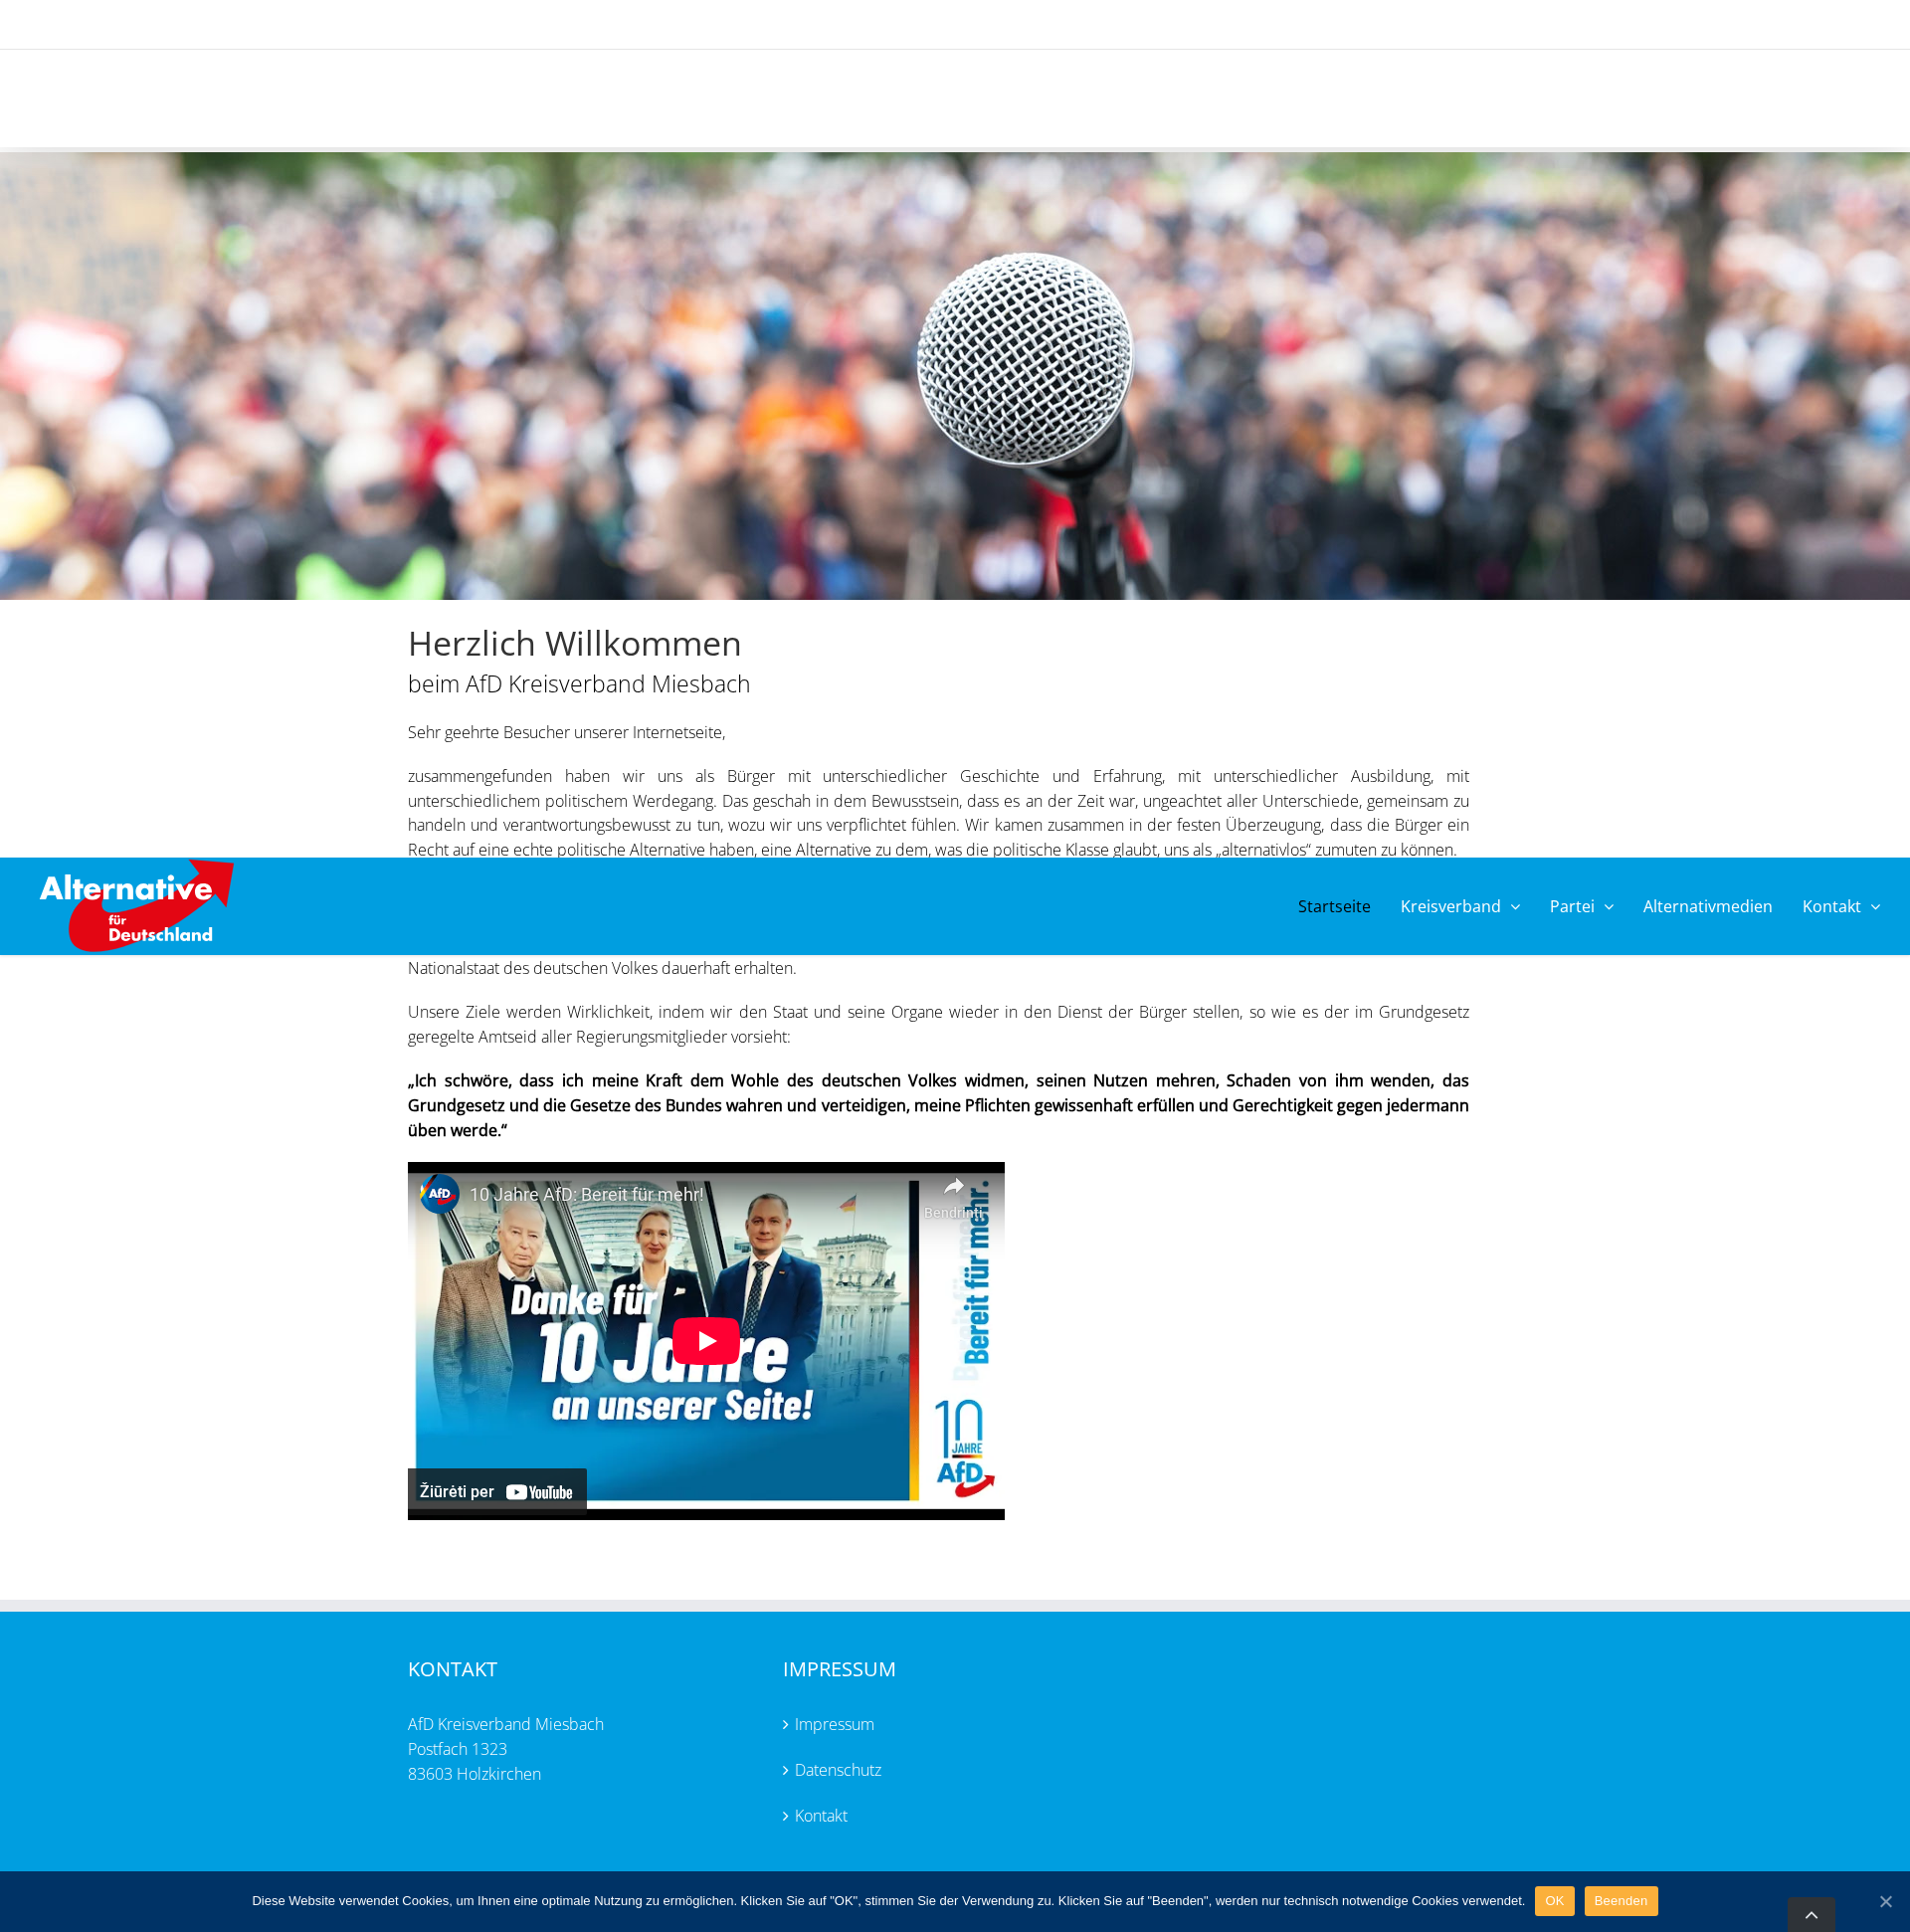 Herzlich Willkommen
beim AfD Kreisverband Miesbach
Sehr geehrte Besucher unserer Internetseite,
zusammengefunden haben wir uns als Bürger mit unterschiedlicher Geschichte und Erfahrung, mit unterschiedlicher Ausbildung, mit
unterschiedlichem politischem Werdegang. Das geschah in dem Bewusstsein, dass es an der Zeit war, ungeachtet aller Unterschiede, gemeinsam zu
handeln und verantwortungsbewusst zu tun, wozu wir uns verpflichtet fühlen. Wir kamen zusammen in der festen Überzeugung, dass die Bürger ein
Recht auf eine echte politische Alternative haben, eine Alternative zu dem, was die politische Klasse glaubt, uns als „alternativlos“ zumuten zu können.
Alternative
für
Deutschland
Startseite Kreisverband Partei Alternativmedien Kontakt
Nationalstaat des deutschen Volkes dauerhaft erhalten.
Unsere Ziele werden Wirklichkeit, indem wir den Staat und seine Organe wieder in den Dienst der Bürger stellen, so wie es der im Grundgesetz
geregelte Amtseid aller Regierungsmitglieder vorsieht:
„Ich schwöre, dass ich meine Kraft dem Wohle des deutschen Volkes widmen, seinen Nutzen mehren, Schaden von ihm wenden, das
Grundgesetz und die Gesetze des Bundes wahren und verteidigen, meine Pflichten gewissenhaft erfüllen und Gerechtigkeit gegen jedermann
üben werde.“
AfD
10 Jahre AfD: Bereit für mehr!
Bendrinti
Bereit für mehr.
Danke für
10 Jahre
an unserer Seite!
10
JAHRE
AfD
Žiūrėti per YouTube
KONTAKT
AfD Kreisverband Miesbach
Postfach 1323
83603 Holzkirchen
IMPRESSUM
Impressum
Datenschutz
Kontakt
Diese Website verwendet Cookies, um Ihnen eine optimale Nutzung zu ermöglichen. Klicken Sie auf "OK", stimmen Sie der Verwendung zu. Klicken Sie auf "Beenden", werden nur technisch notwendige Cookies verwendet. OK Beenden